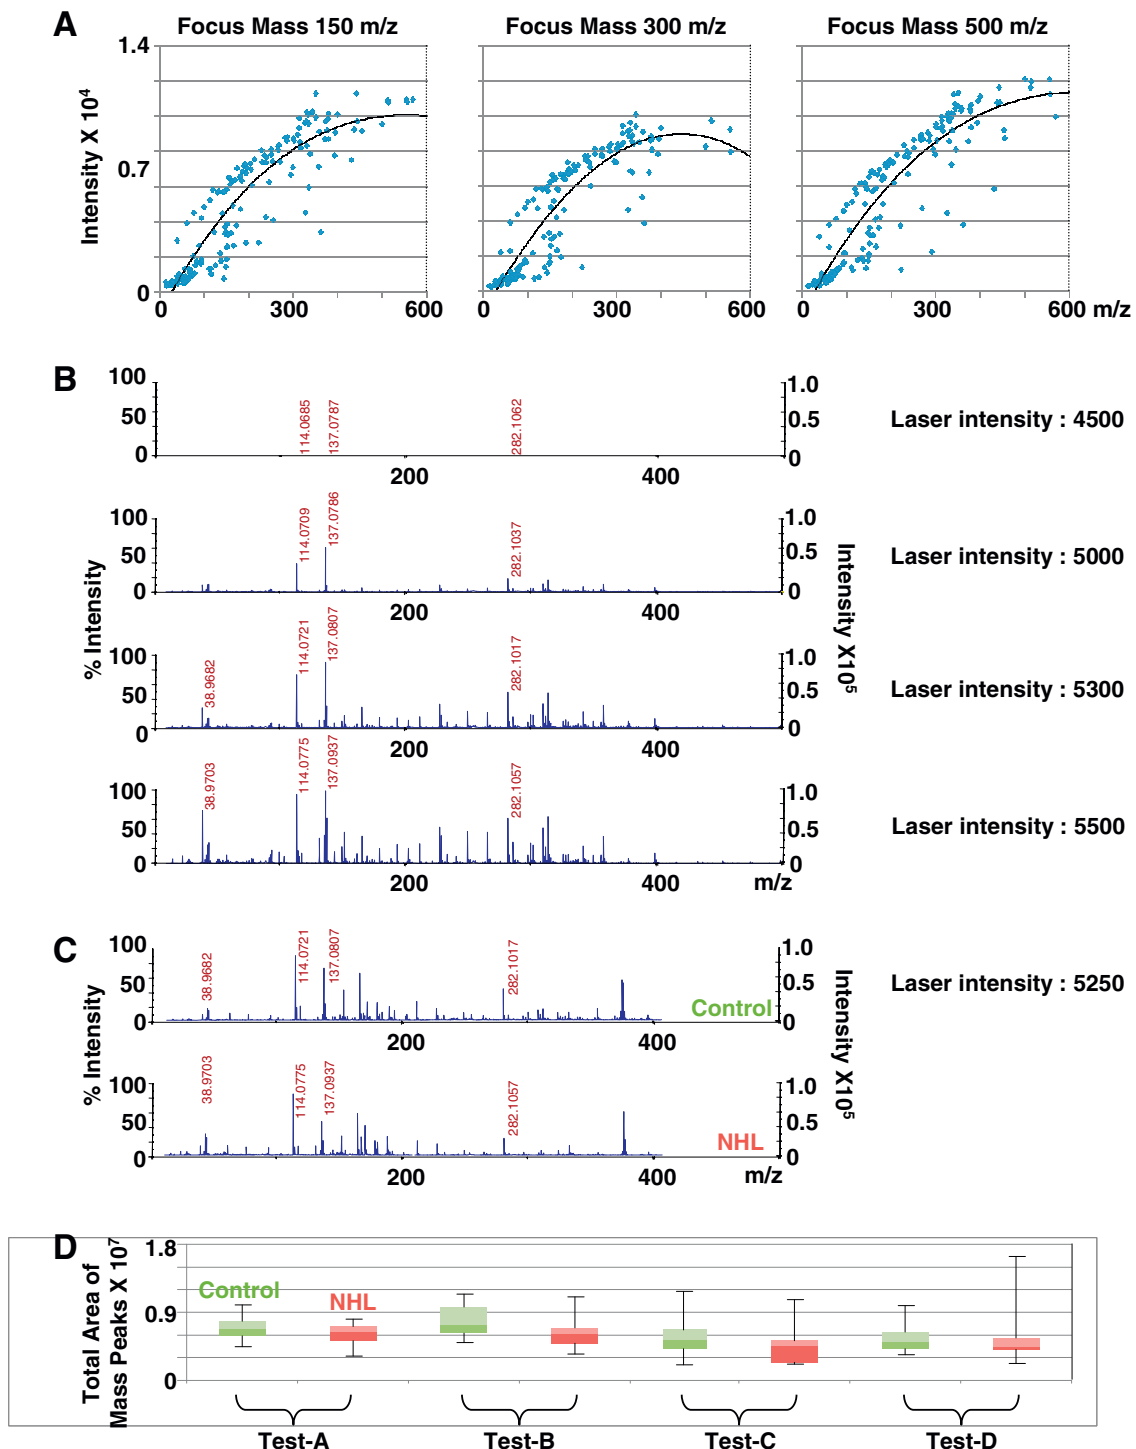 A
Focus Mass 150 m/z
Focus Mass 300 m/z
Focus Mass 500 m/z
Intensity X 10⁴
1.4
0.7
0
0 300 600
0 300 600
0 300 600 m/z
B
% Intensity
Intensity X10⁵
100
50
0
114.0685
137.0787
282.1062
1.0
0.5
0
200 400
Laser intensity : 4500
100
50
0
114.0709
137.0786
282.1037
1.0
0.5
0
200 400
Laser intensity : 5000
100
50
0
38.9682
114.0721
137.0807
282.1017
1.0
0.5
0
200 400
Laser intensity : 5300
100
50
0
38.9703
114.0775
137.0937
282.1057
1.0
0.5
0
200 400 m/z
Laser intensity : 5500
C
% Intensity
Intensity X10⁵
100
50
0
38.9682
114.0721
137.0807
282.1017
1.0
0.5
0
Control
200 400
Laser intensity : 5250
100
50
0
38.9703
114.0775
137.0937
282.1057
1.0
0.5
0
NHL
200 400 m/z
D
Total Area of
Mass Peaks X 10⁷
1.8
0.9
0
Control
NHL
Test-A Test-B Test-C Test-D